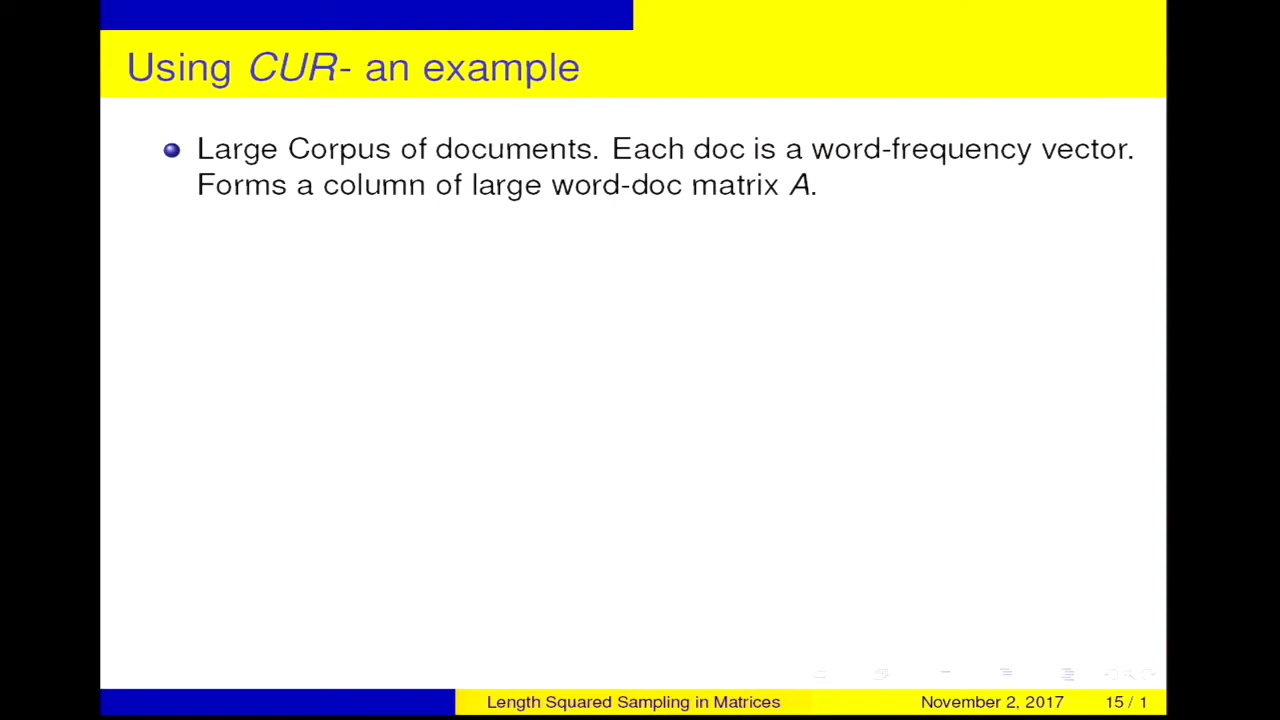 Using CUR- an example
Large Corpus of documents. Each doc is a word-frequency vector.
Forms a column of large word-doc matrix A.
Length Squared Sampling in Matrices November 2, 2017 15 / 1